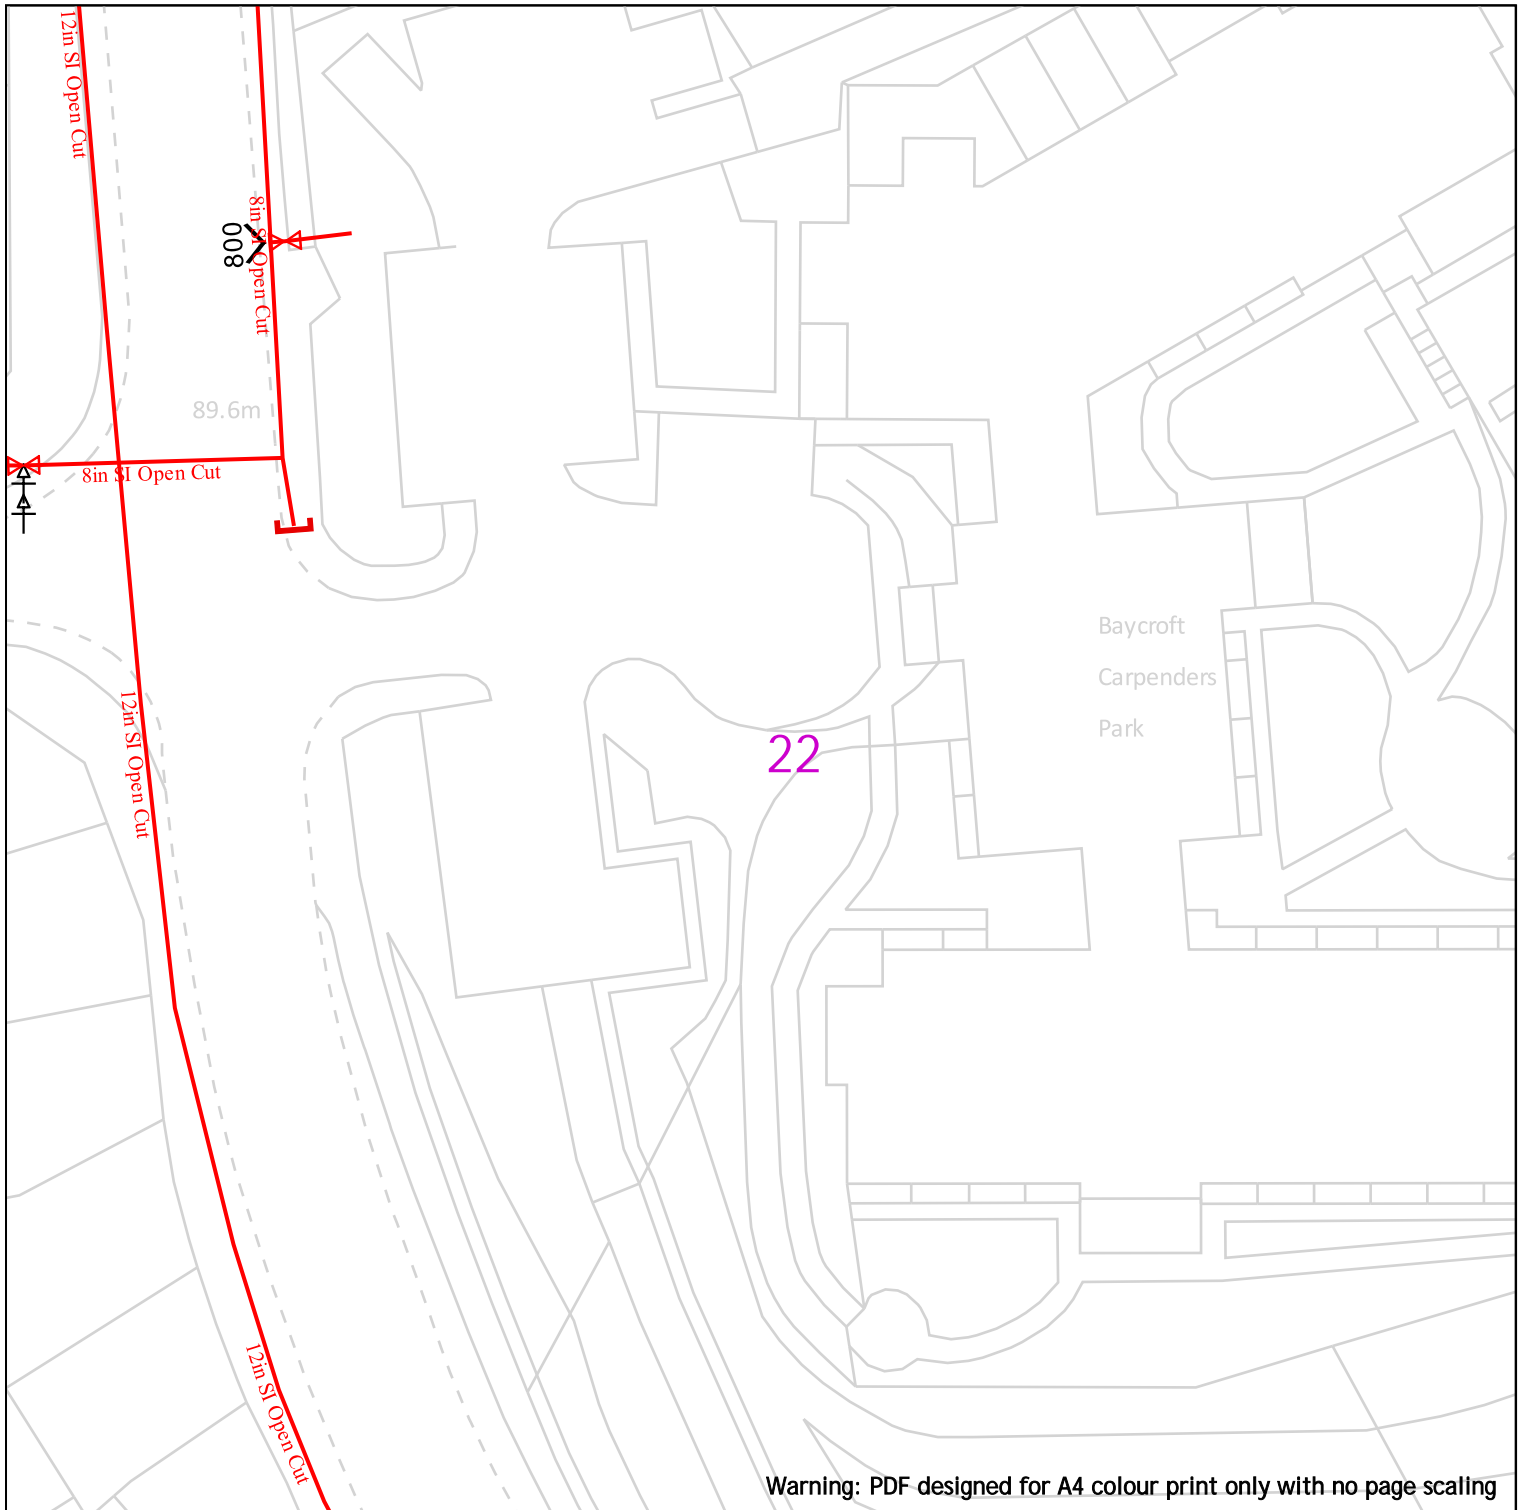 12in SI Open Cut
8in SI Open Cut
008
89.6m
8in SI Open Cut
Baycroft
Carpenders
Park
12in SI Open Cut
22
12in SI Open Cut
Warning: PDF designed for A4 colour print only with no page scaling